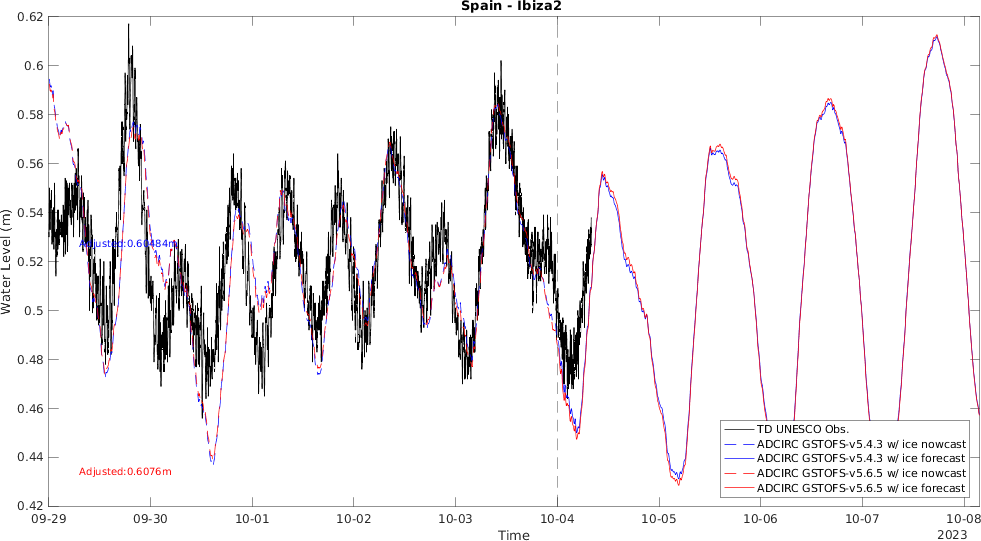 Spain - Ibiza2
Water Level (m)
0.62
0.6
0.58
0.56
0.54
0.52
0.5
0.48
0.46
0.44
0.42
Adjusted:0.60484m
Adjusted:0.6076m
TD UNESCO Obs.
ADCIRC GSTOFS-v5.4.3 w/ ice nowcast
ADCIRC GSTOFS-v5.4.3 w/ ice forecast
ADCIRC GSTOFS-v5.6.5 w/ ice nowcast
ADCIRC GSTOFS-v5.6.5 w/ ice forecast
09-29 09-30 10-01 10-02 10-03 10-04 10-05 10-06 10-07 10-08
Time
2023